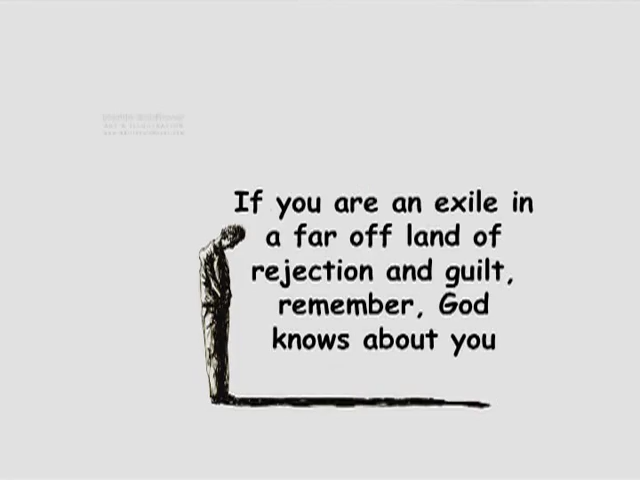 If you are an exile in
a far off land of
rejection and guilt,
remember, God
knows about you